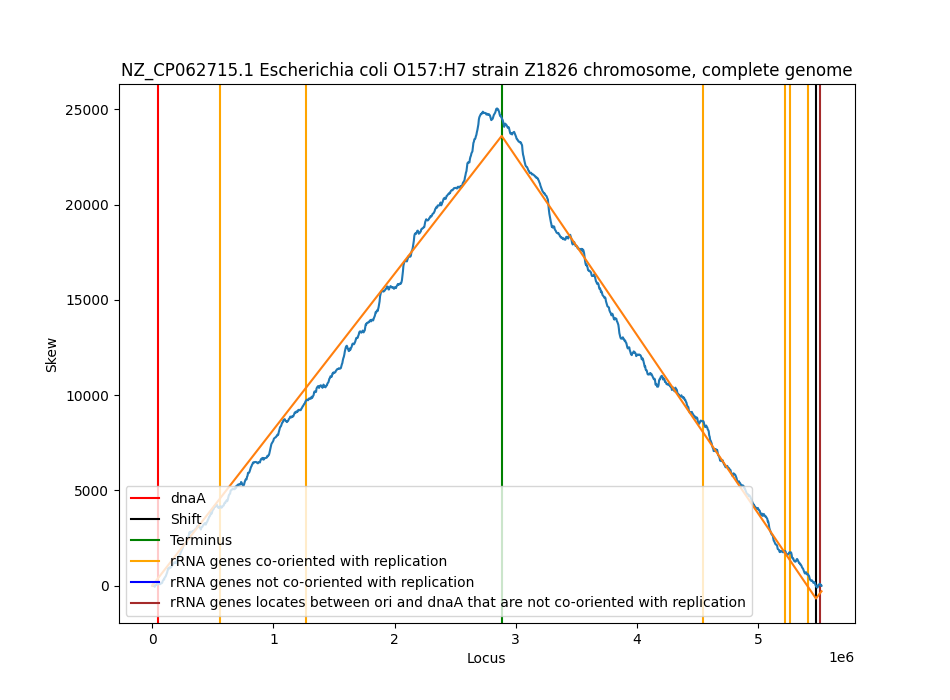 NZ_CP062715.1 Escherichia coli O157:H7 strain Z1826 chromosome, complete genome
25000
20000
15000
10000
5000
0
Skew
dnaA
Shift
Terminus
rRNA genes co-oriented with replication
rRNA genes not co-oriented with replication
rRNA genes locates between ori and dnaA that are not co-oriented with replication
0 1 2 3 4 5
1e6
Locus